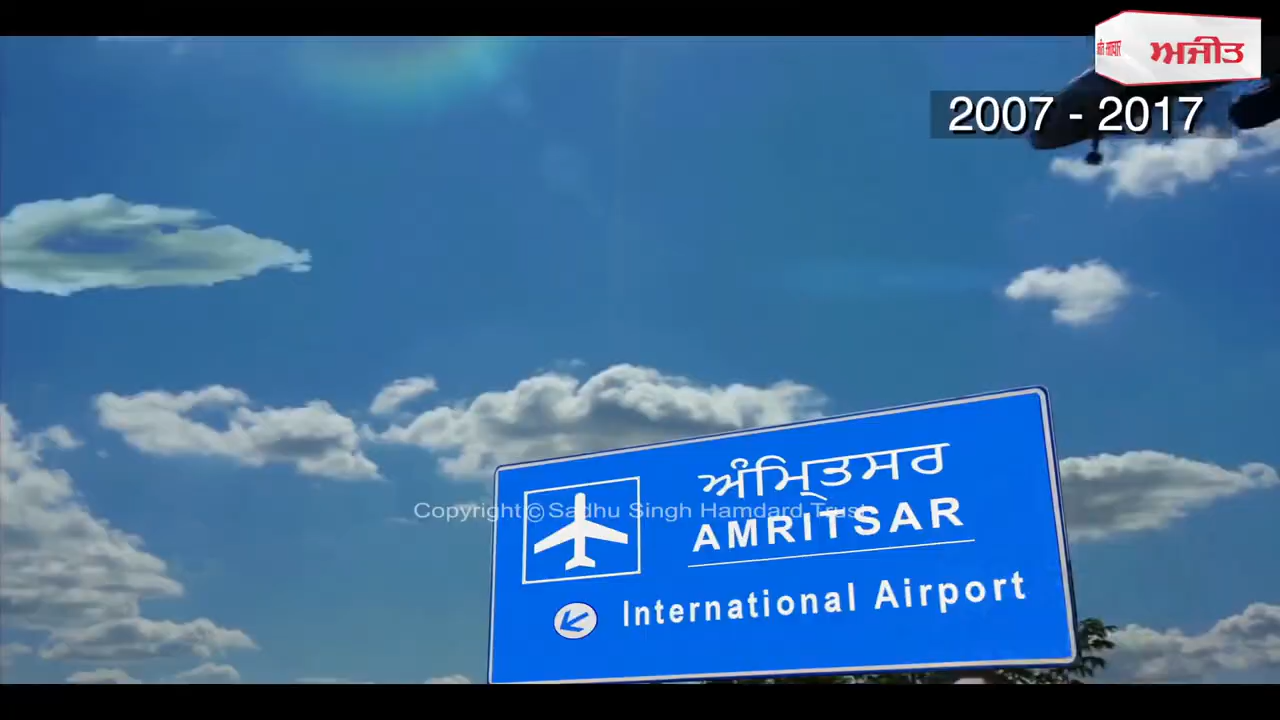 ਅਜੀਤ
2007 - 2017
ਅੰਮ੍ਰਿਤਸਰ
Copyright © Sadhu Singh Hamdard Trust
AMRITSAR
International Airport